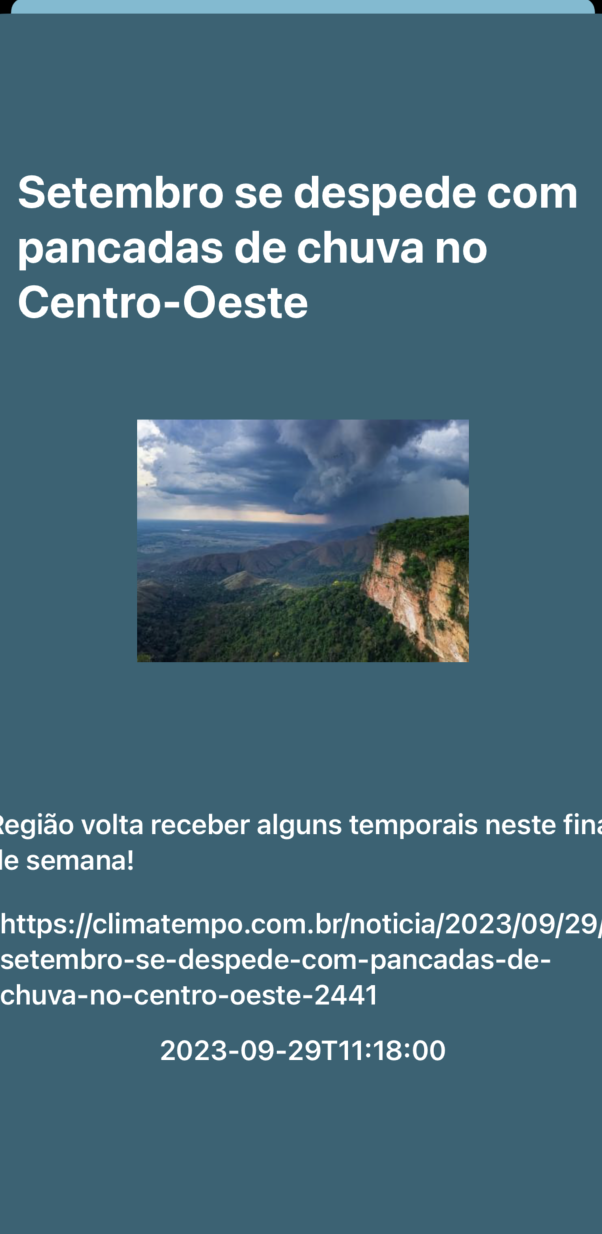 Setembro se despede com
pancadas de chuva no
Centro-Oeste
Região volta receber alguns temporais neste fina
de semana!
https://climatempo.com.br/noticia/2023/09/29/
setembro-se-despede-com-pancadas-de-
chuva-no-centro-oeste-2441
2023-09-29T11:18:00